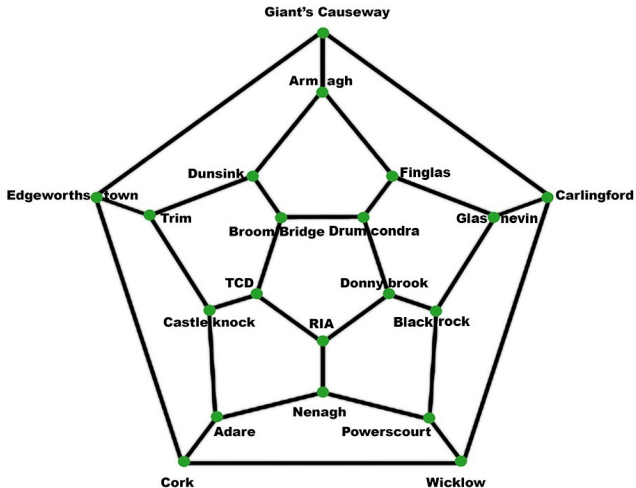 Giant's Causeway
Armagh
Dunsink
Finglas
Edgeworthstown
Trim
Carlingford
Glasnevin
Broom Bridge
Drumcondra
TCD
Donnybrook
Castleknock
RIA
Blackrock
Nenagh
Adare
Powerscourt
Cork
Wicklow